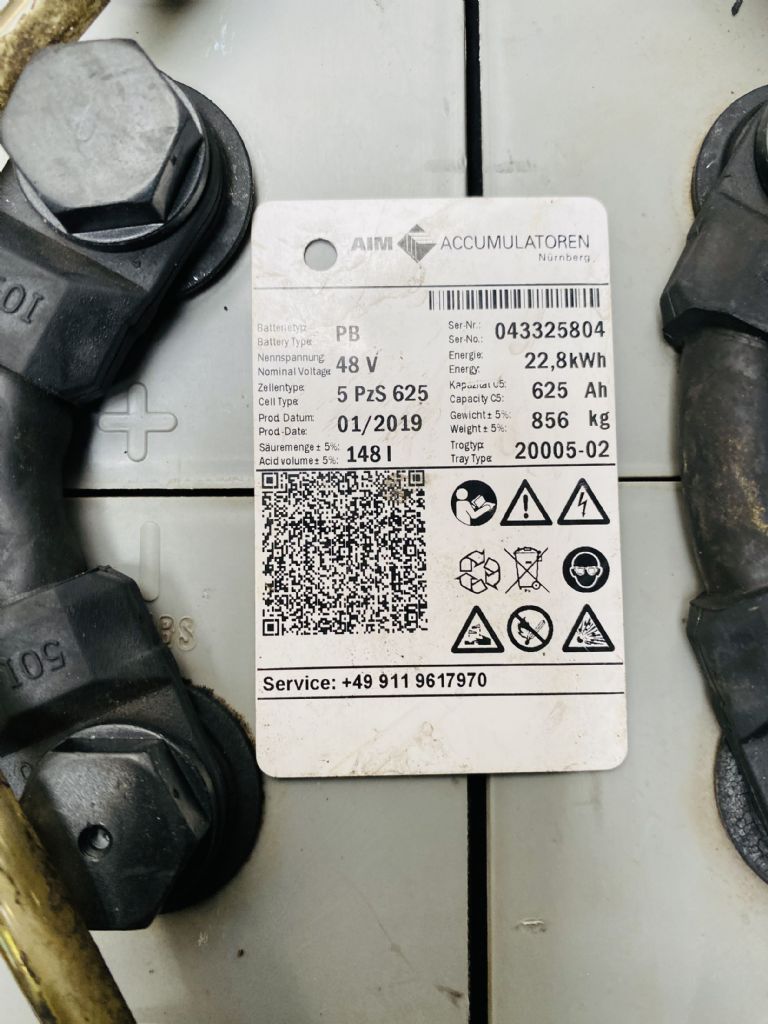 AIM ACCUMULATOREN
Nürnberg
Batterietyp: PB
Battery Type:
Ser-Nr.: 043325804
Ser-No.:
Nennspannung: 48 V
Nominal Voltage:
Energie: 22,8kWh
Energy:
Zellentype: 5 PzS 625
Cell Type:
Kapazität C5: 625 Ah
Capacity C5:
Prod. Datum: 01/2019
Prod.-Date:
Gewicht ± 5%: 856 kg
Weight ± 5%:
Säuremenge ± 5%: 148 l
Acid volume ± 5%:
Trogtyp: 20005-02
Tray Type:
Service: +49 911 9617970